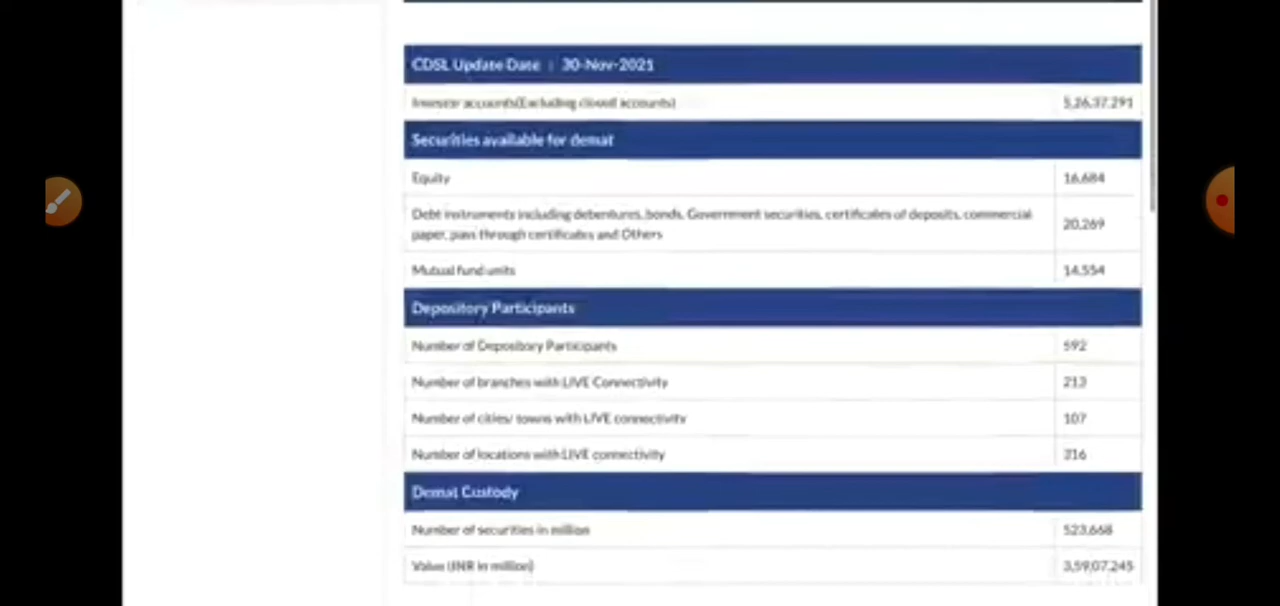 CDSL Update Date : 30-Nov-2021
Investor accounts(Excluding closed accounts) 5,26,37,291
Securities available for demat
Equity 16,684
Debt instruments including debentures, bonds, Government securities, certificates of deposits, commercial
paper, pass through certificates and Others 20,269
Mutual fund units 14,554
Depository Participants
Number of Depository Participants 592
Number of branches with LIVE Connectivity 213
Number of cities/ towns with LIVE connectivity 107
Number of locations with LIVE connectivity 316
Demat Custody
Number of securities in million 523,668
Value (INR in million) 3,59,07,245